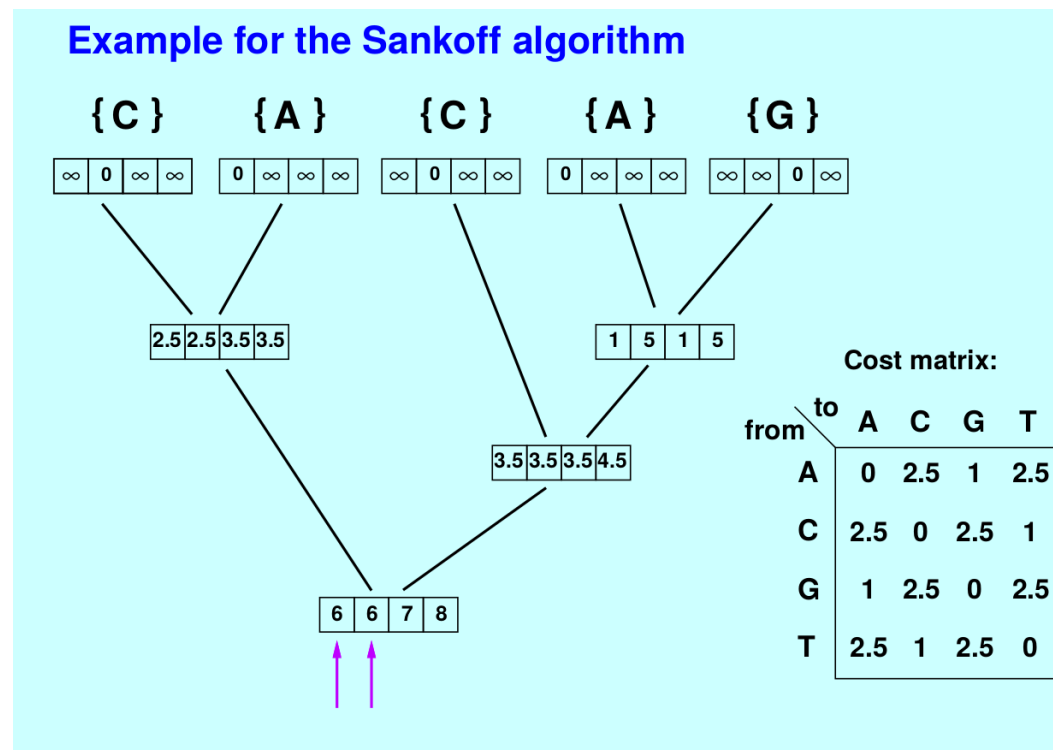 Example for the Sankoff algorithm
{ C } { A } { C } { A } { G }
∞ 0 ∞ ∞ 0 ∞ ∞ ∞ ∞ 0 ∞ ∞ 0 ∞ ∞ ∞ ∞ ∞ 0 ∞
2.5 2.5 3.5 3.5 1 5 1 5
Cost matrix:
to
from A C G T
3.5 3.5 3.5 4.5
A 0 2.5 1 2.5
C 2.5 0 2.5 1
G 1 2.5 0 2.5
6 6 7 8
T 2.5 1 2.5 0